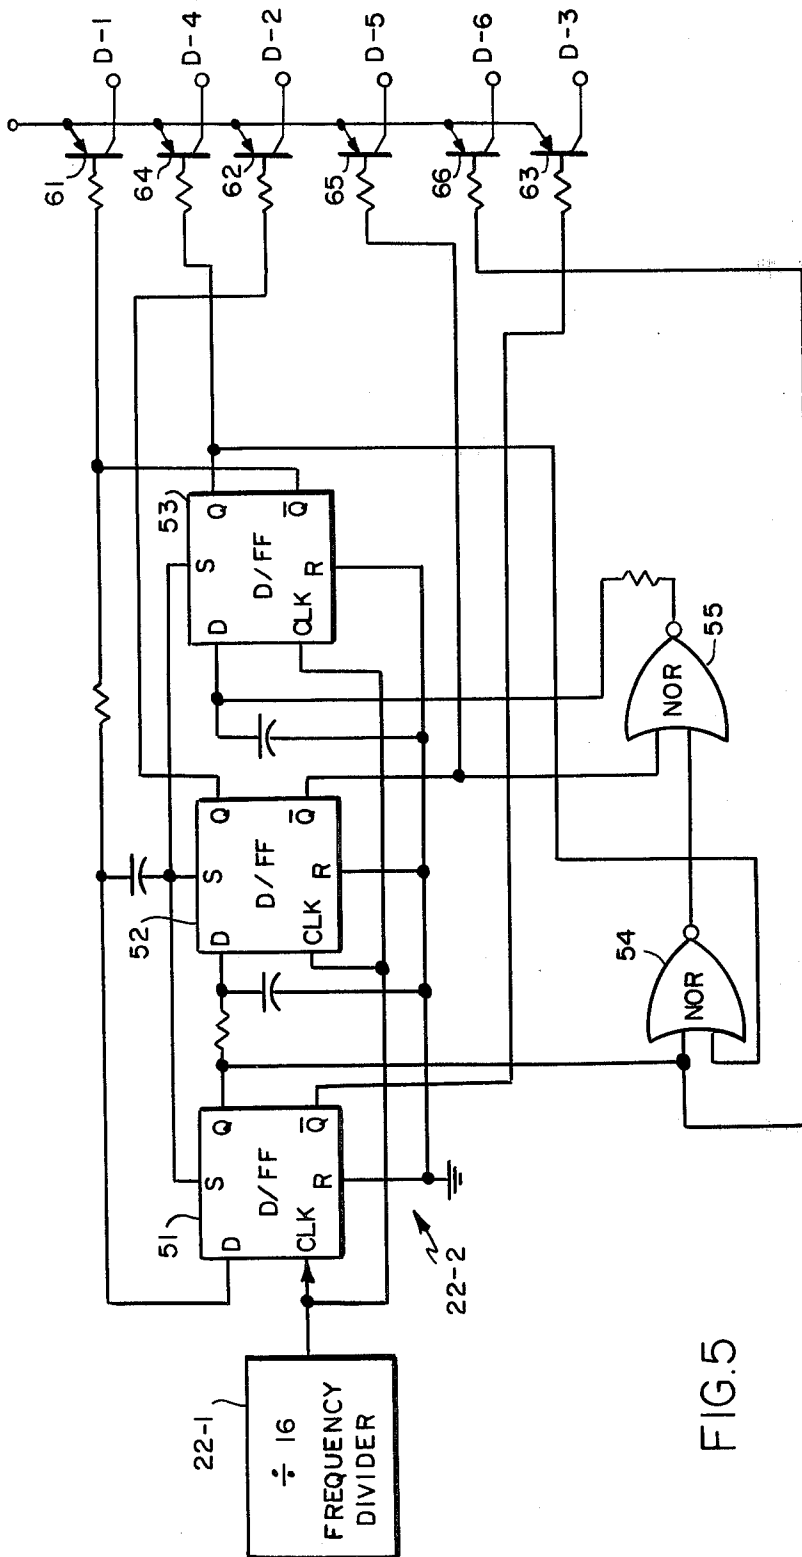 22-1
÷ 16
FREQUENCY
DIVIDER
22-2
51
D
S
Q
D/FF
CLK
R
Q̅
52
D
S
Q
D/FF
CLK
R
Q̅
53
D
S
Q
D/FF
CLK
R
Q̅
54
NOR
55
NOR
61
D-1
64
D-4
62
D-2
65
D-5
66
D-6
63
D-3
FIG.5